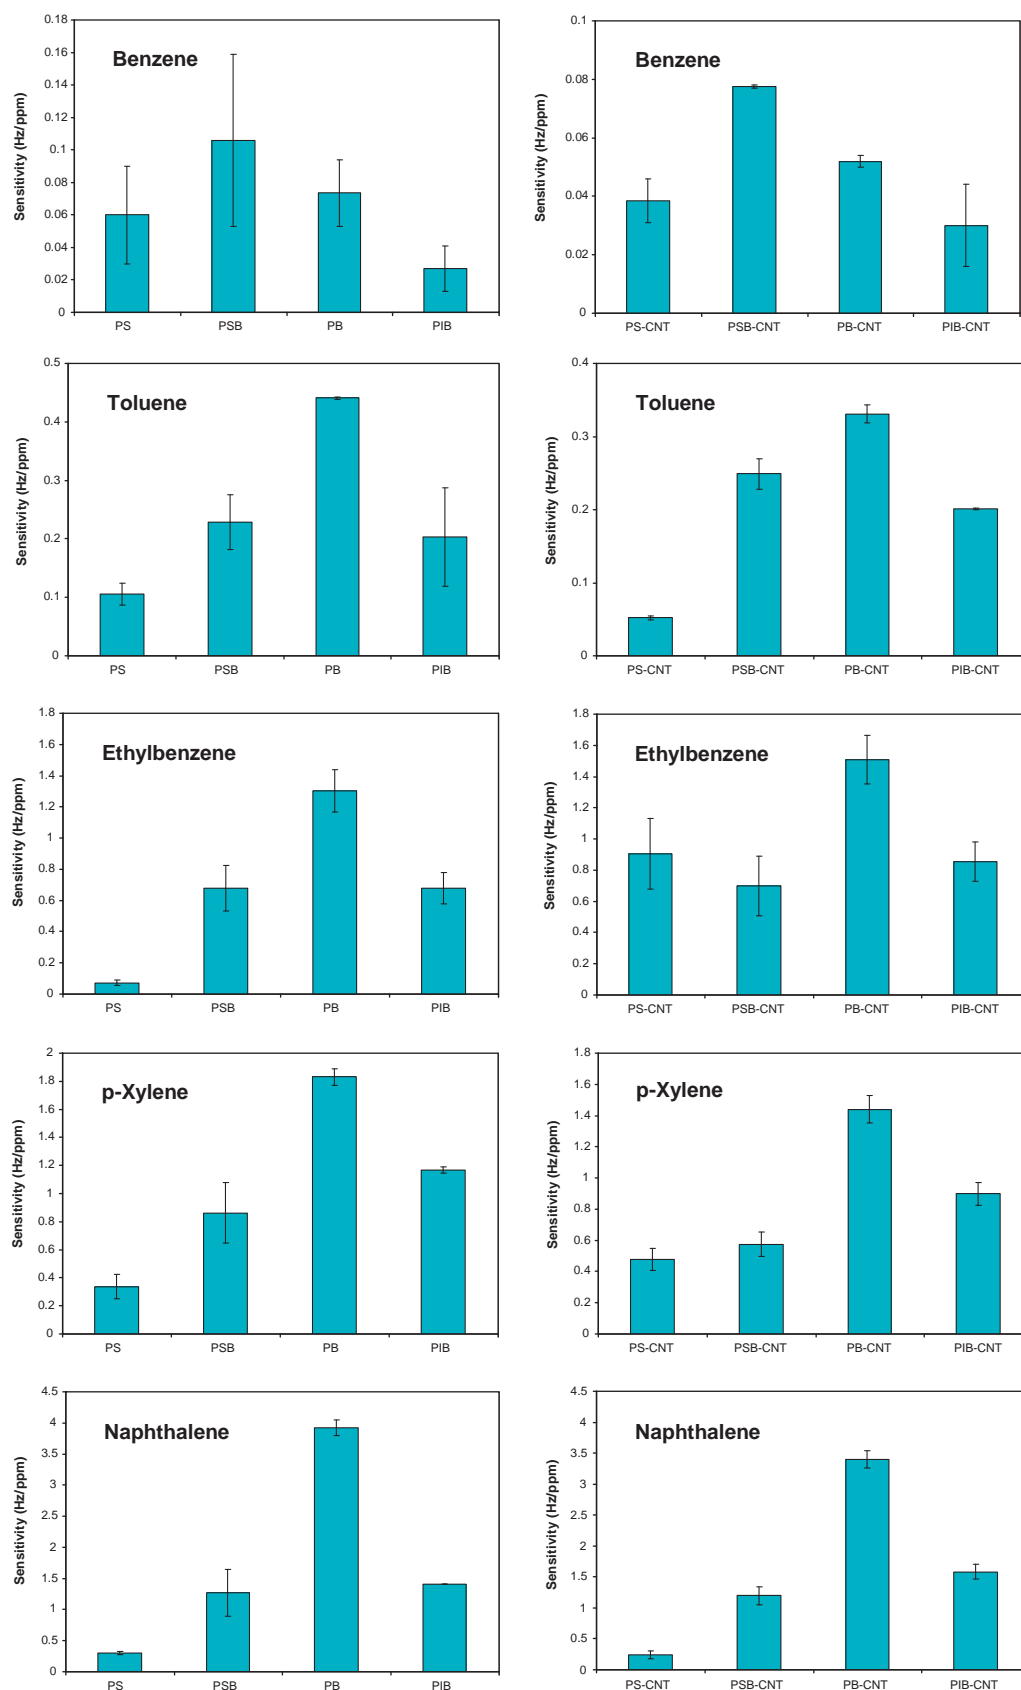 Benzene
Sensitivity (Hz/ppm)
0.18
0.16
0.14
0.12
0.1
0.08
0.06
0.04
0.02
0
PS PSB PB PIB
Benzene
Sensitivity (Hz/ppm)
0.1
0.08
0.06
0.04
0.02
0
PS-CNT PSB-CNT PB-CNT PIB-CNT
Toluene
Sensitivity (Hz/ppm)
0.5
0.4
0.3
0.2
0.1
0
PS PSB PB PIB
Toluene
Sensitivity (Hz/ppm)
0.4
0.3
0.2
0.1
0
PS-CNT PSB-CNT PB-CNT PIB-CNT
Ethylbenzene
Sensitivity (Hz/ppm)
1.8
1.6
1.4
1.2
1
0.8
0.6
0.4
0.2
0
PS PSB PB PIB
Ethylbenzene
Sensitivity (Hz/ppm)
1.8
1.6
1.4
1.2
1
0.8
0.6
0.4
0.2
0
PS-CNT PSB-CNT PB-CNT PIB-CNT
p-Xylene
Sensitivity (Hz/ppm)
2
1.8
1.6
1.4
1.2
1
0.8
0.6
0.4
0.2
0
PS PSB PB PIB
p-Xylene
Sensitivity (Hz/ppm)
1.8
1.6
1.4
1.2
1
0.8
0.6
0.4
0.2
0
PS-CNT PSB-CNT PB-CNT PIB-CNT
Naphthalene
Sensitivity (Hz/ppm)
4.5
4
3.5
3
2.5
2
1.5
1
0.5
0
PS PSB PB PIB
Naphthalene
Sensitivity (Hz/ppm)
4.5
4
3.5
3
2.5
2
1.5
1
0.5
0
PS-CNT PSB-CNT PB-CNT PIB-CNT